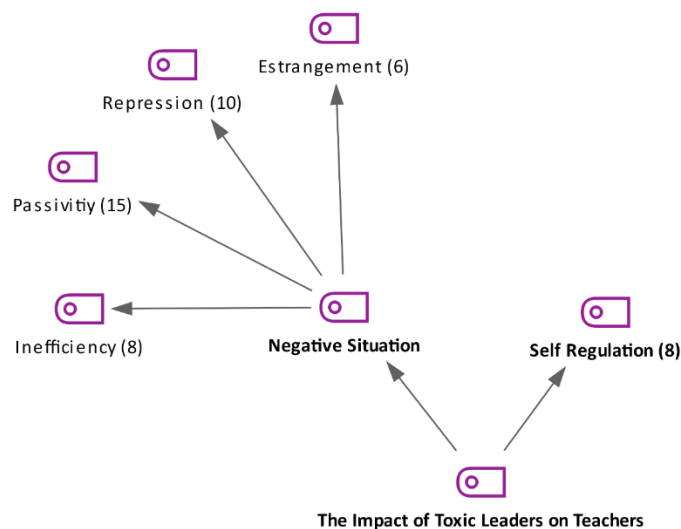 Estrangement (6)
Repression (10)
Passivitiy (15)
Inefficiency (8)
Negative Situation
Self Regulation (8)
The Impact of Toxic Leaders on Teachers